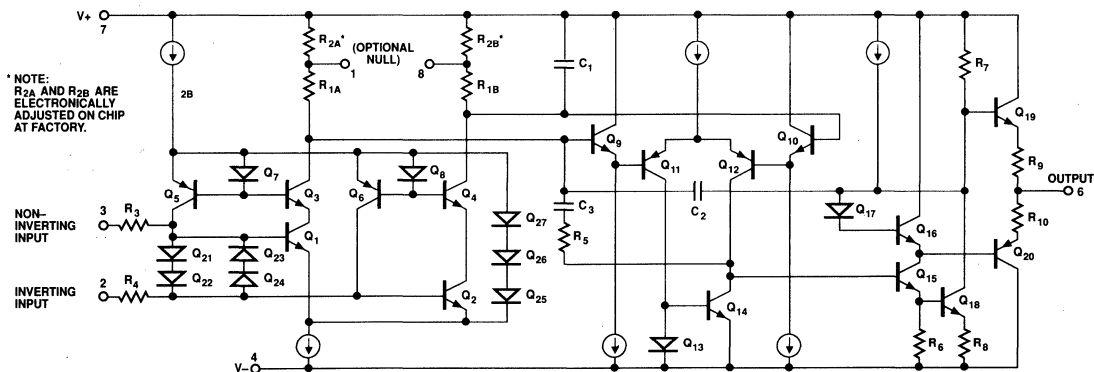 V+
7
R2A*
(OPTIONAL
NULL)
R2B*
1
8
R1A
R1B
C1
R7
* NOTE:
R2A AND R2B ARE
ELECTRONICALLY
ADJUSTED ON CHIP
AT FACTORY.
2B
Q9
Q10
Q19
Q11
Q12
R9
OUTPUT
6
Q7
Q8
Q5
Q3
Q6
Q4
C3
C2
Q17
R10
NON–
INVERTING
INPUT
3
R3
Q1
Q27
R5
Q16
Q20
Q21
Q23
Q26
Q15
Q22
Q24
Q25
INVERTING
INPUT
2
R4
Q2
Q14
Q18
Q13
R6
R8
4
V–